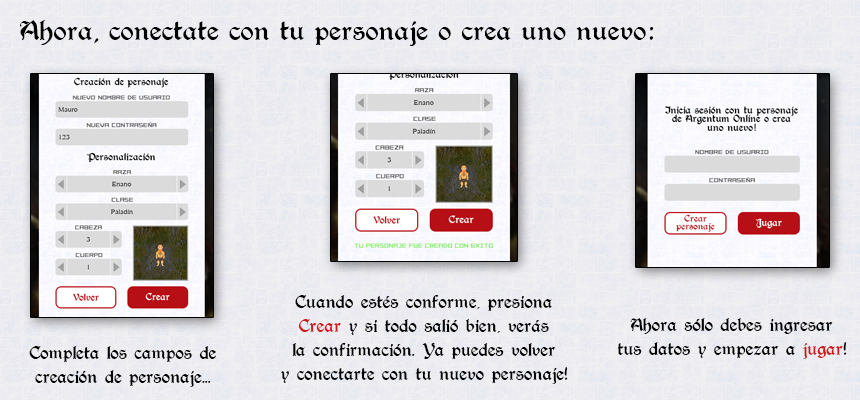 Ahora, conectate con tu personaje o crea uno nuevo:
Creación de personaje
NUEVO NOMBRE DE USUARIO
Mauro
NUEVA CONTRASEÑA
123
Personalización
RAZA
Enano
CLASE
Paladín
CABEZA
3
CUERPO
1
Volver
Crear
Completa los campos de
creación de personaje...
Personalización
RAZA
Enano
CLASE
Paladín
CABEZA
3
CUERPO
1
Volver
Crear
TU PERSONAJE FUE CREADO CON EXITO
Cuando estés conforme, presiona
Crear y si todo salió bien, verás
la confirmación. Ya puedes volver
y conectarte con tu nuevo personaje!
Inicia sesión con tu personaje
de Argentum Online o crea
uno nuevo!
NOMBRE DE USUARIO
CONTRASEÑA
Crear
personaje
Jugar
Ahora sólo debes ingresar
tus datos y empezar a jugar!